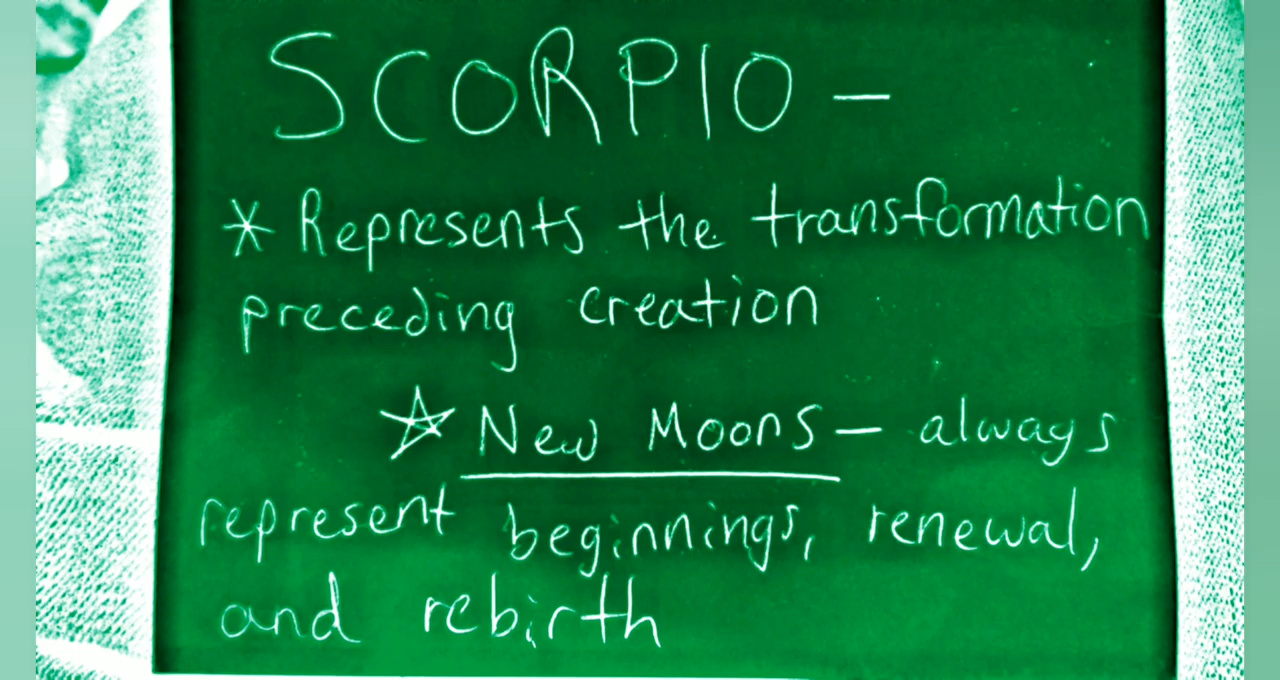 SCORPIO -
* Represents the transformation
preceding creation
☆ New Moons - always
represent beginnings, renewal,
and rebirth